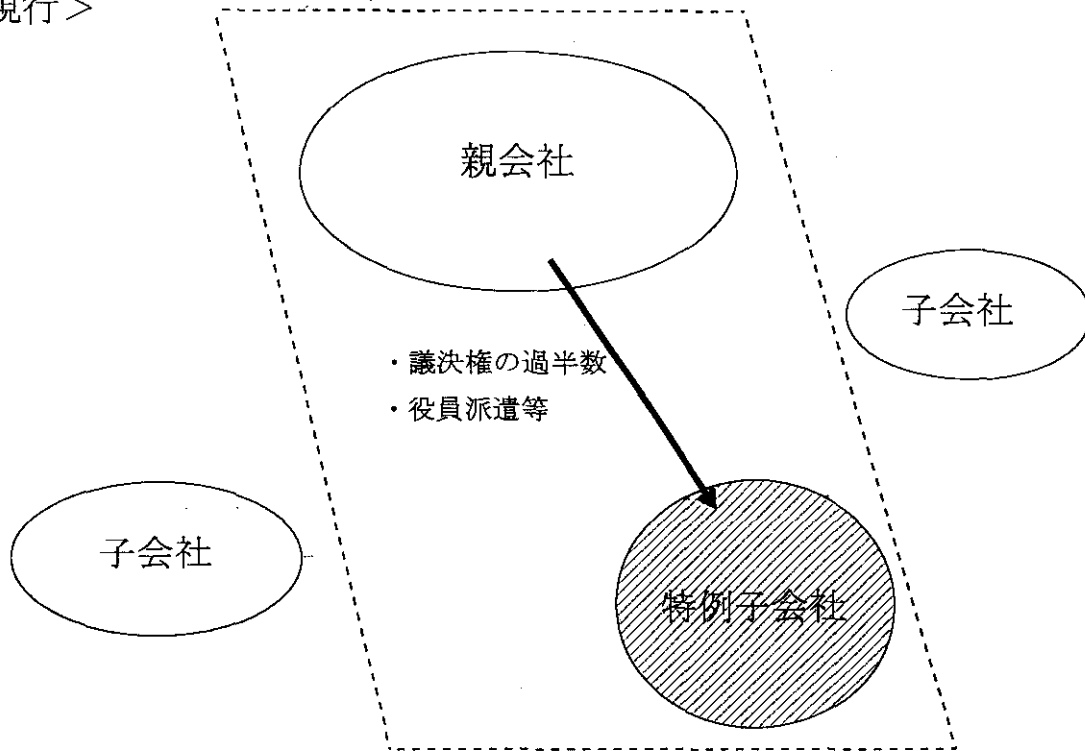 現行＞
親会社
子会社
・議決権の過半数
・役員派遣等
子会社
特例子会社